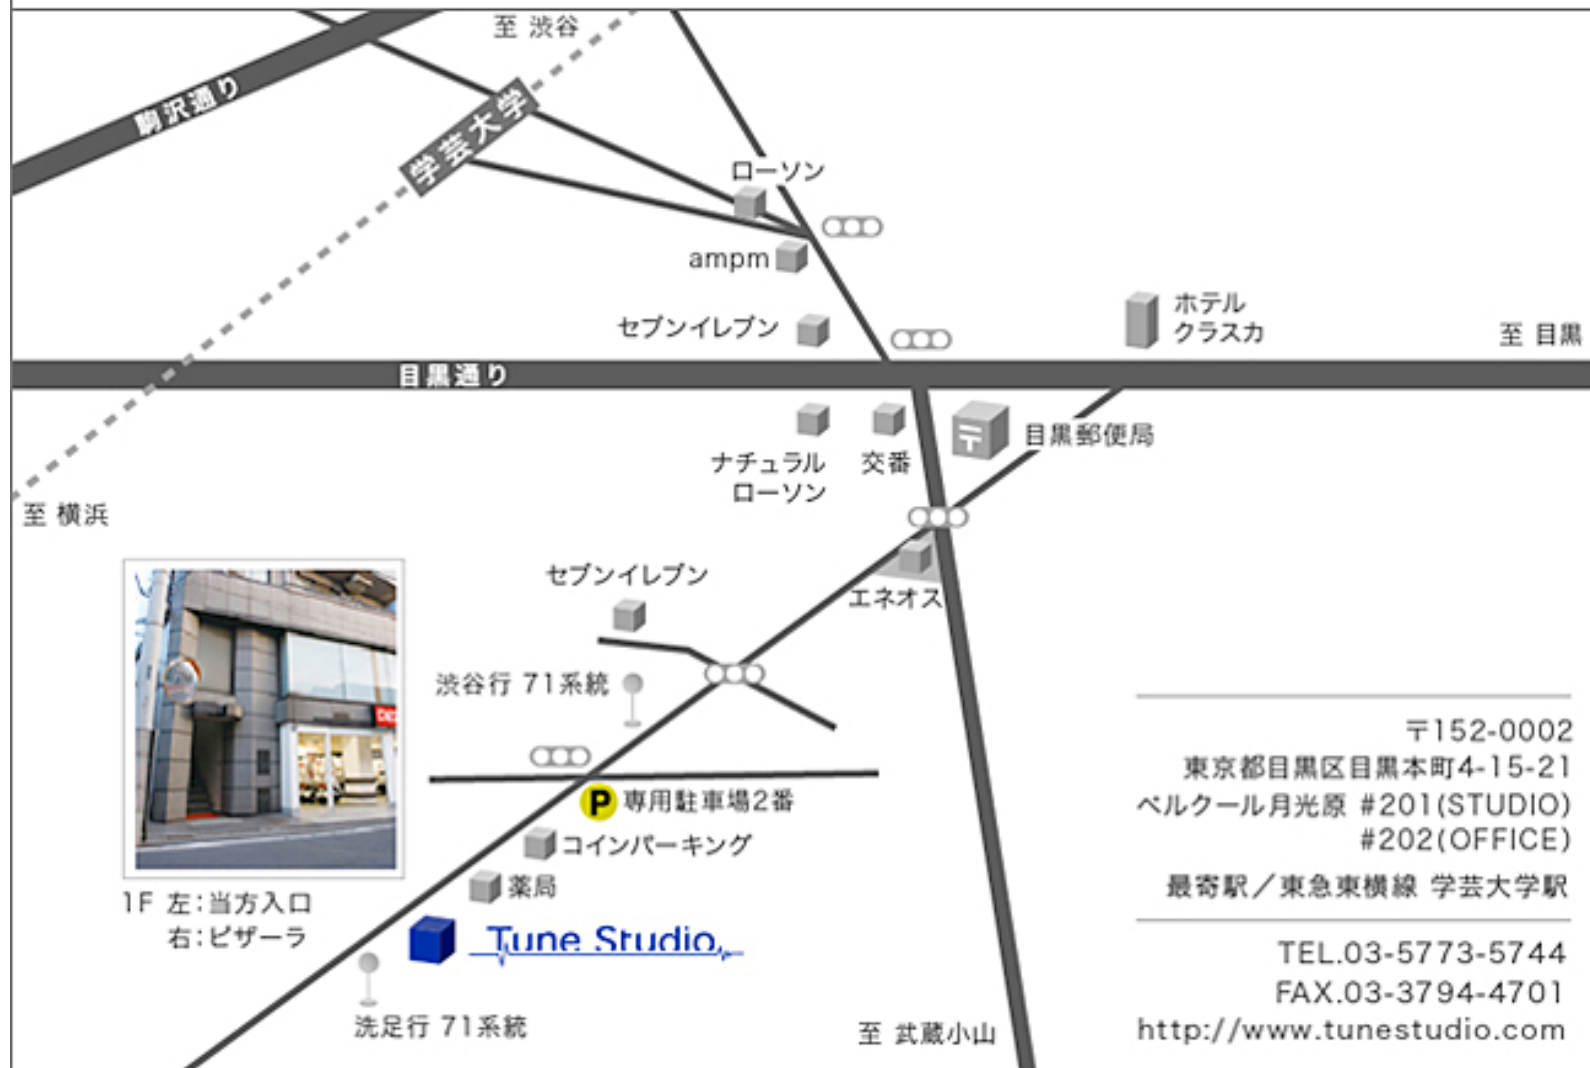 至 渋谷
駒沢通り
学芸大学
ローソン
ampm
セブンイレブン
ホテル
クラスカ
至 目黒
目黒通り
目黒郵便局
ナチュラル
ローソン
交番
至 横浜
セブンイレブン
エネオス
渋谷行 71系統
P 専用駐車場2番
コインパーキング
薬局
1F 左：当方入口
右：ピザーラ
Tune Studio
洗足行 71系統
至 武蔵小山
〒152-0002
東京都目黒区目黒本町4-15-21
ベルクール月光原 #201(STUDIO)
#202(OFFICE)
最寄駅／東急東横線 学芸大学駅
TEL.03-5773-5744
FAX.03-3794-4701
http://www.tunestudio.com